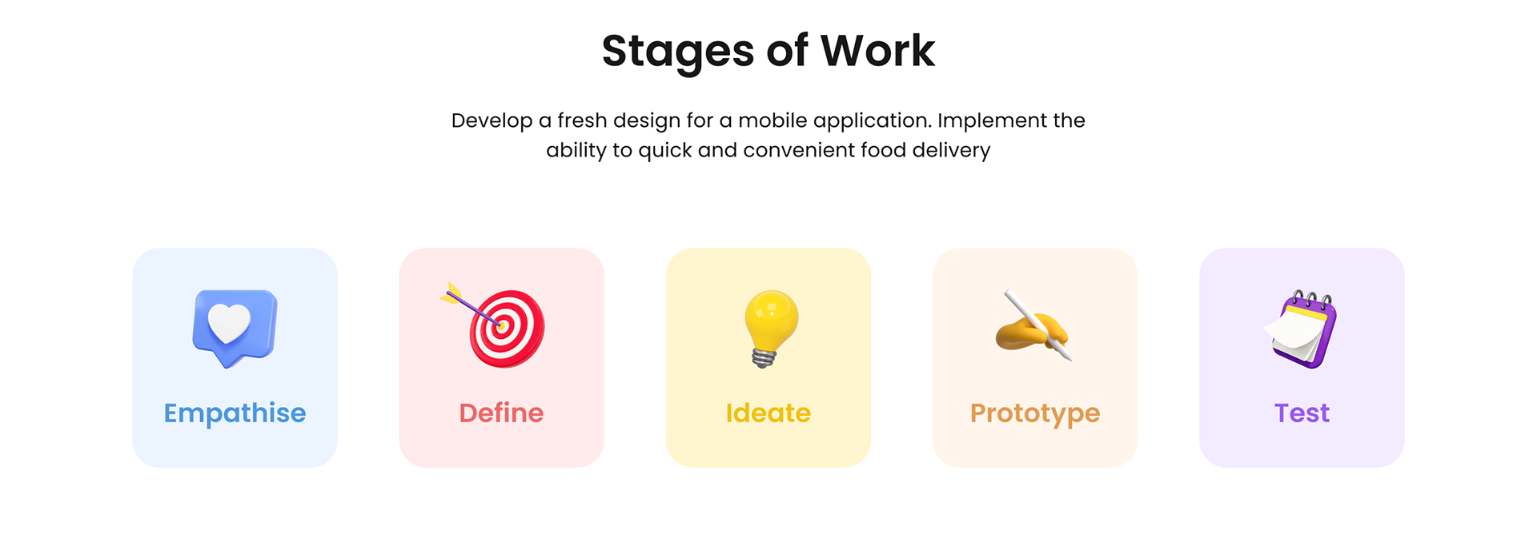 Stages of Work
Develop a fresh design for a mobile application. Implement the
ability to quick and convenient food delivery
Empathise
Define
Ideate
Prototype
Test